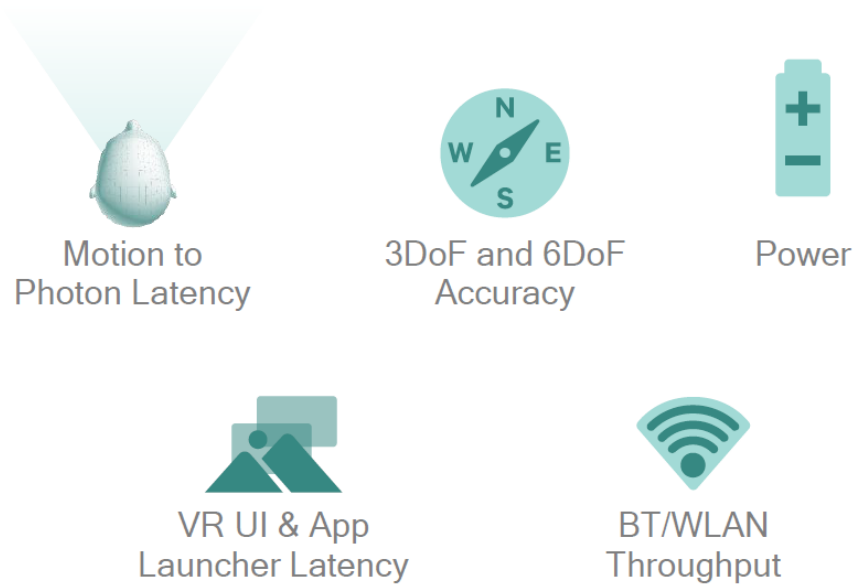 N
W E
S
+
−
Motion to
Photon Latency
3DoF and 6DoF
Accuracy
Power
VR UI & App
Launcher Latency
BT/WLAN
Throughput